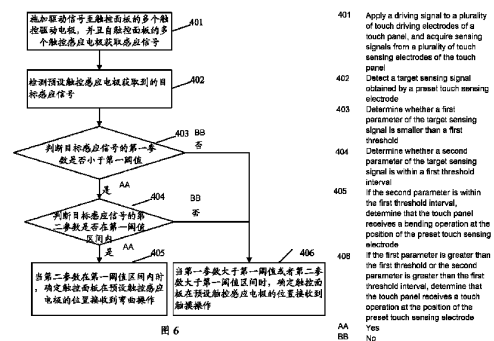 施加驱动信号至触控面板的多个触
控驱动电极，并且自触控面板的多
个触控感应电极获取感应信号
401
检测预设触控感应电极获取到的目
标感应信号
402
判断目标感应信号的第一参
数是否小于第一阈值
403
BB
否
是
AA
判断目标感应信号的第
二参数是否在第一阈值
区间内
404
BB
否
是
AA
405
当第二参数在第一阈值区间内时
，确定触控面板在预设触控感应
电极的位置接收到弯曲操作
406
当第一参数大于第一阈值或者第二参
数大于第一阈值区间时，确定触控面
板在预设触控感应电极的位置接收到
触摸操作
图 6
401 Apply a driving signal to a plurality
of touch driving electrodes of a
touch panel, and acquire sensing
signals from a plurality of touch
sensing electrodes of the touch
panel
402 Detect a target sensing signal
obtained by a preset touch sensing
electrode
403 Determine whether a first
parameter of the target sensing
signal is smaller than a first
threshold
404 Determine whether a second
parameter of the target sensing
signal is within a first threshold
interval
405 If the second parameter is within
the first threshold interval,
determine that the touch panel
receives a bending operation at the
position of the preset touch sensing
electrode
406 If the first parameter is greater than
the first threshold or the second
parameter is greater than the first
threshold interval, determine that
the touch panel receives a touch
operation at the position of the
preset touch sensing electrode
AA Yes
BB No